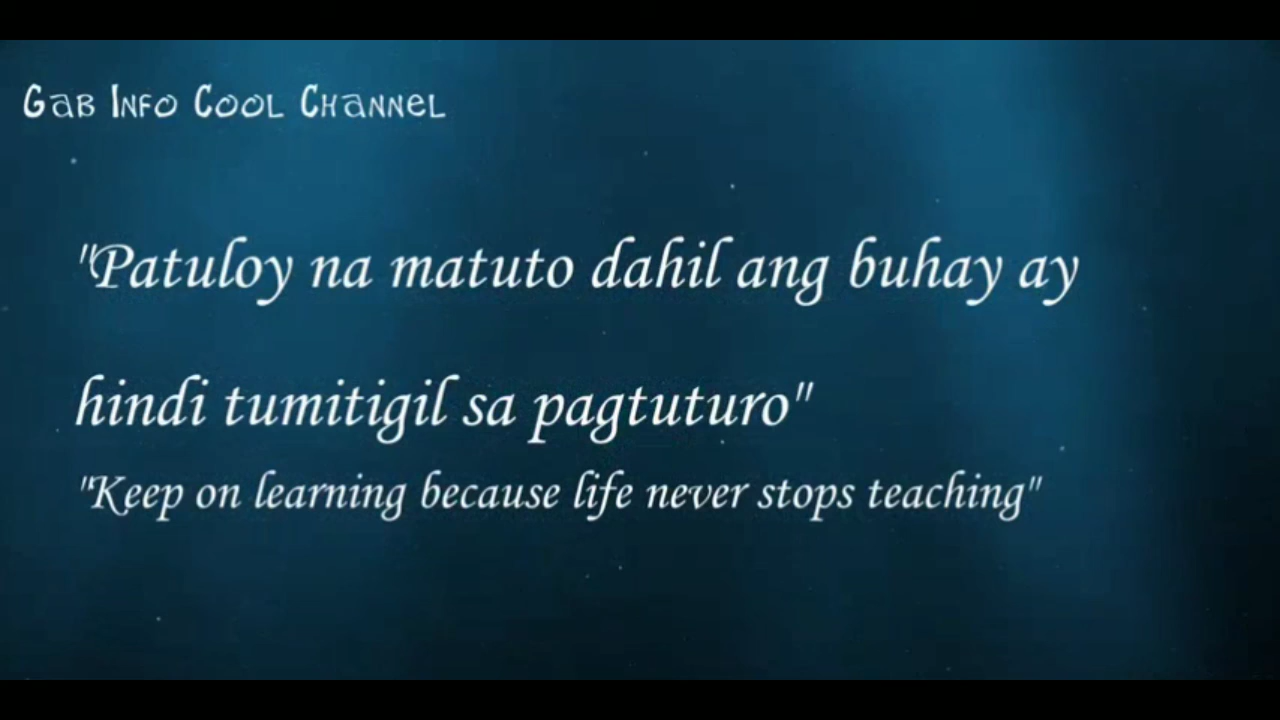 Gab Info Cool Channel
"Patuloy na matuto dahil ang buhay ay
hindi tumitigil sa pagtuturo"
"Keep on learning because life never stops teaching"